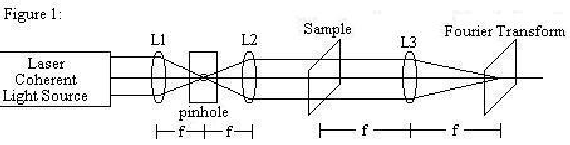 Figure 1:
Sample
Fourier Transform
L1
L2
L3
Laser
Coherent
Light Source
pinhole
f
f
f
f